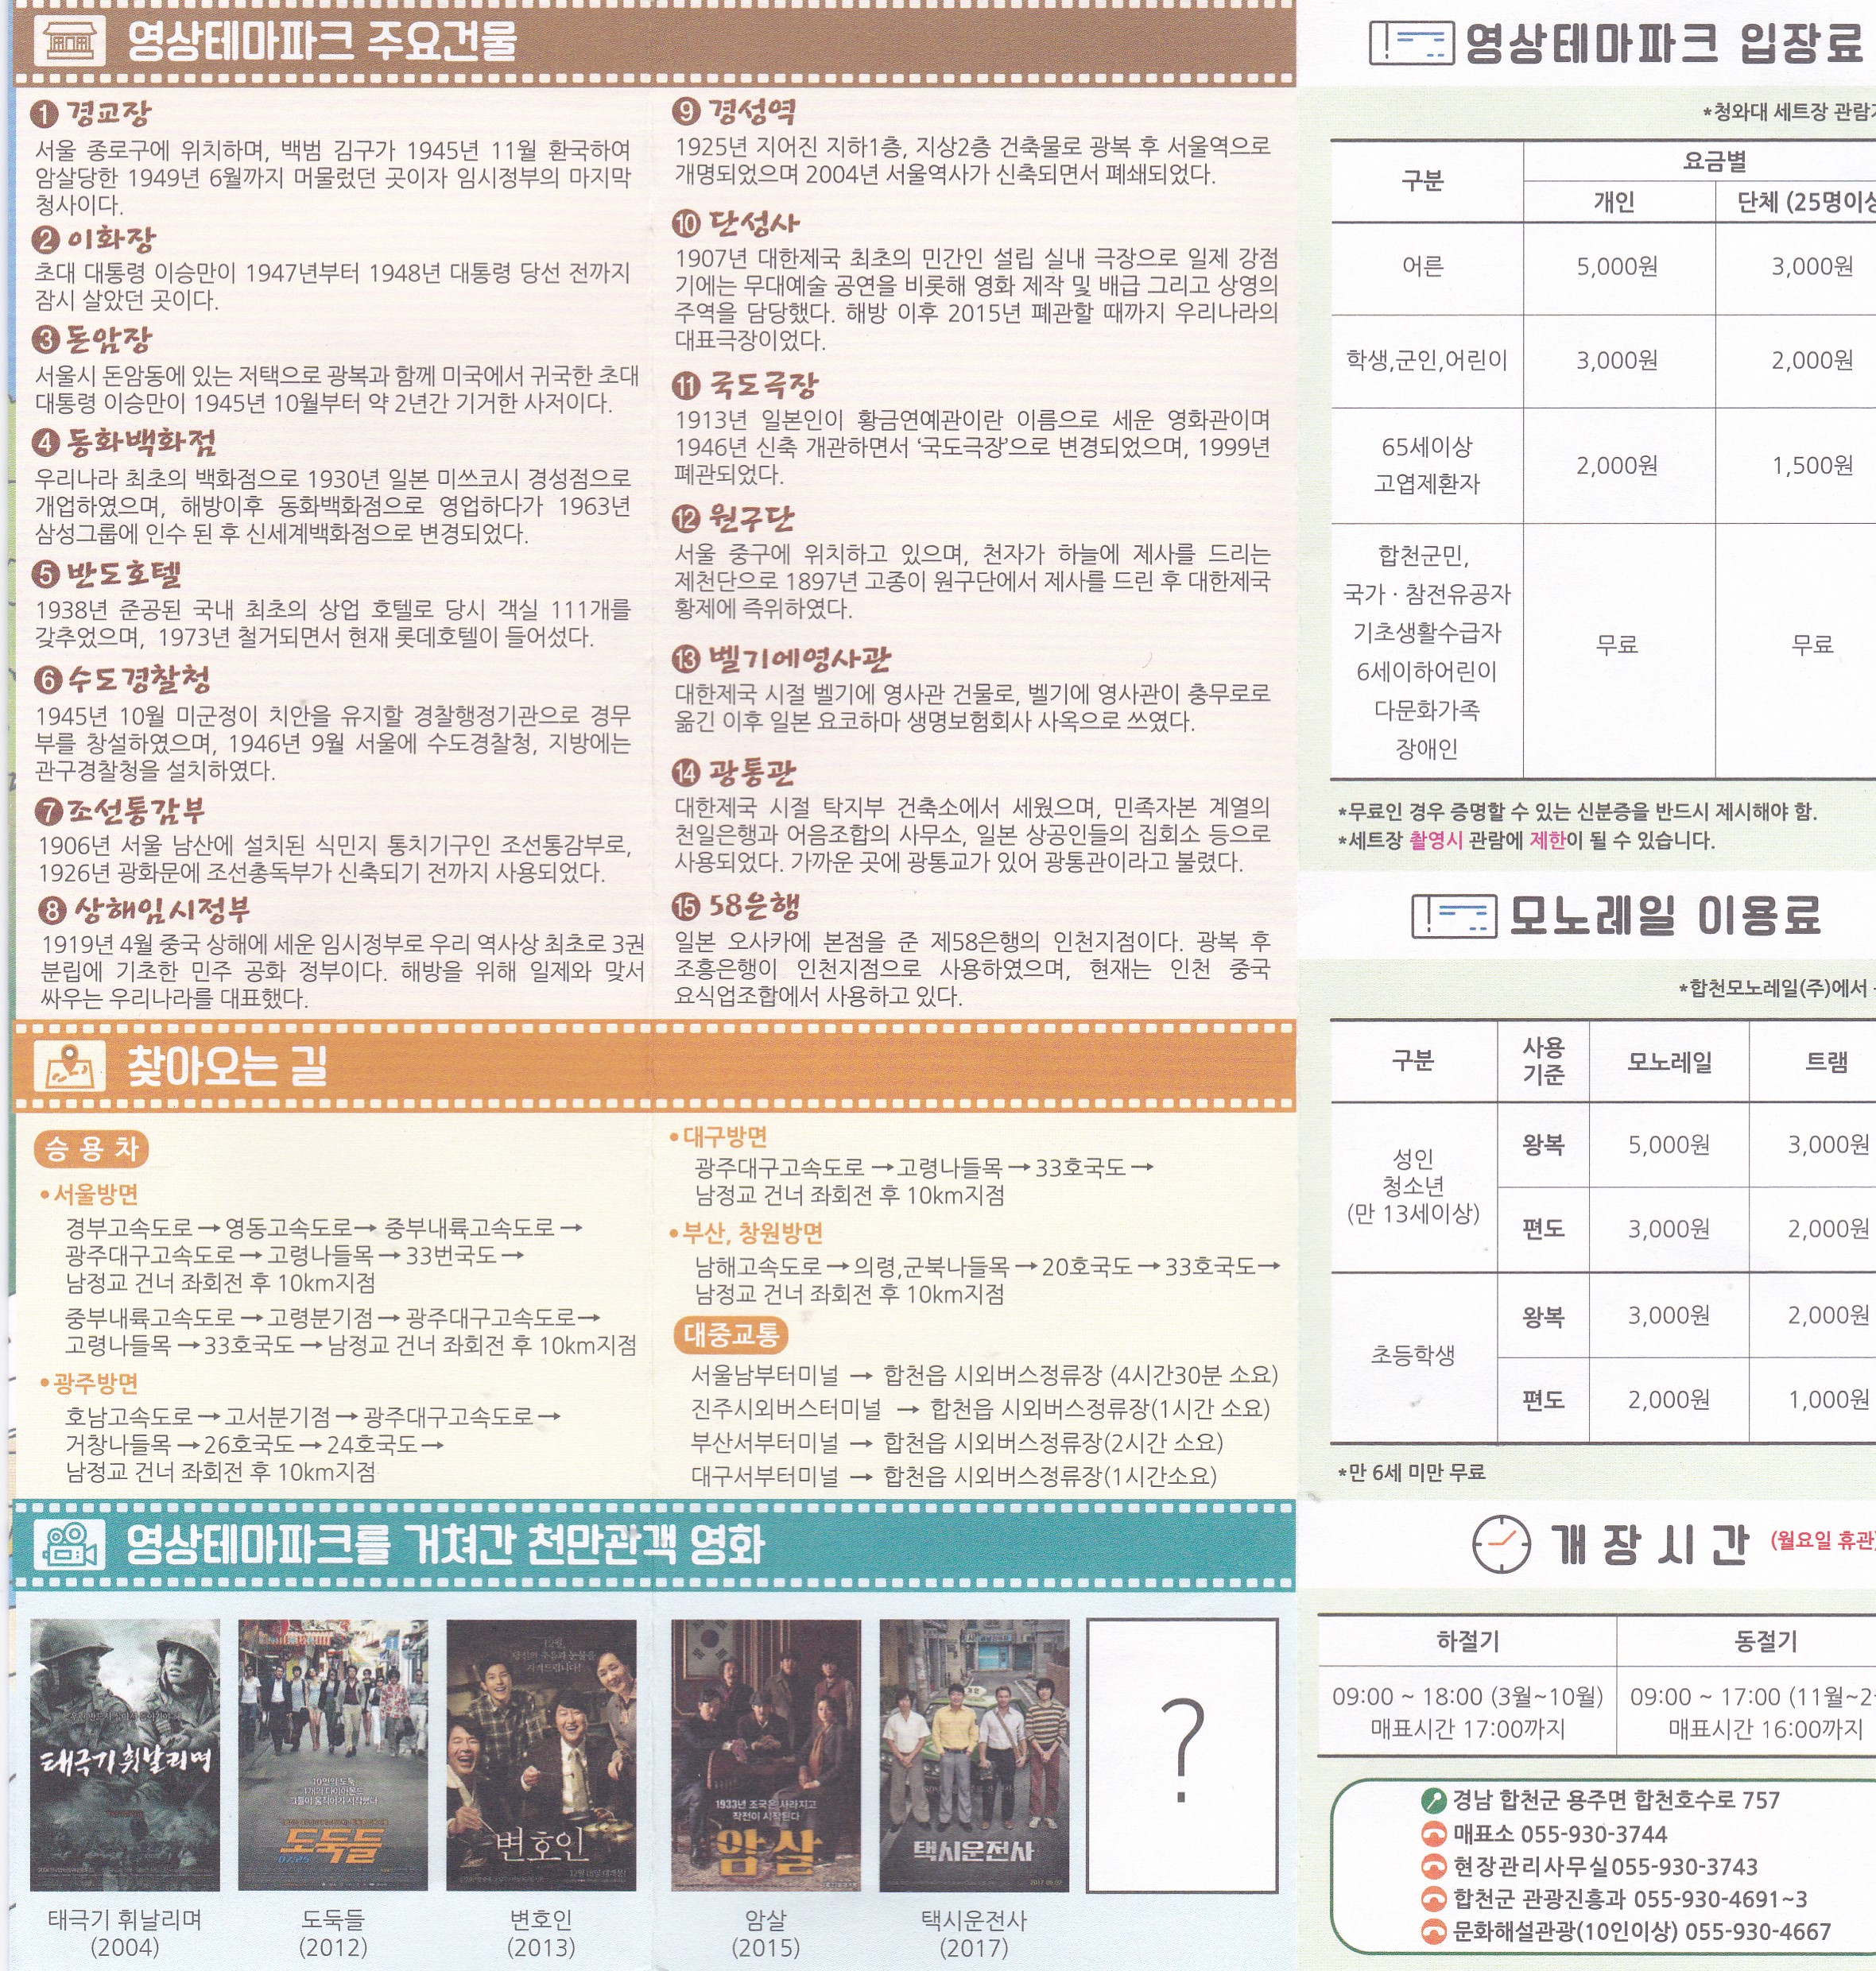 영상테마파크 주요건물
1 경교장
서울 종로구에 위치하며, 백범 김구가 1945년 11월 환국하여
암살당한 1949년 6월까지 머물렀던 곳이자 임시정부의 마지막
청사이다.
2 이화장
초대 대통령 이승만이 1947년부터 1948년 대통령 당선 전까지
잠시 살았던 곳이다.
3 돈암장
서울시 돈암동에 있는 저택으로 광복과 함께 미국에서 귀국한 초대
대통령 이승만이 1945년 10월부터 약 2년간 기거한 사저이다.
4 동화백화점
우리나라 최초의 백화점으로 1930년 일본 미쓰코시 경성점으로
개업하였으며, 해방이후 동화백화점으로 영업하다가 1963년
삼성그룹에 인수 된 후 신세계백화점으로 변경되었다.
5 반도호텔
1938년 준공된 국내 최초의 상업 호텔로 당시 객실 111개를
갖추었으며, 1973년 철거되면서 현재 롯데호텔이 들어섰다.
6 수도경찰청
1945년 10월 미군정이 치안을 유지할 경찰행정기관으로 경무
부를 창설하였으며, 1946년 9월 서울에 수도경찰청, 지방에는
관구경찰청을 설치하였다.
7 조선통감부
1906년 서울 남산에 설치된 식민지 통치기구인 조선통감부로,
1926년 광화문에 조선총독부가 신축되기 전까지 사용되었다.
8 상해임시정부
1919년 4월 중국 상해에 세운 임시정부로 우리 역사상 최초로 3권
분립에 기초한 민주 공화 정부이다. 해방을 위해 일제와 맞서
싸우는 우리나라를 대표했다.
9 경성역
1925년 지어진 지하1층, 지상2층 건축물로 광복 후 서울역으로
개명되었으며 2004년 서울역사가 신축되면서 폐쇄되었다.
10 단성사
1907년 대한제국 최초의 민간인 설립 실내 극장으로 일제 강점
기에는 무대예술 공연을 비롯해 영화 제작 및 배급 그리고 상영의
주역을 담당했다. 해방 이후 2015년 폐관할 때까지 우리나라의
대표극장이었다.
11 국도극장
1913년 일본인이 황금연예관이란 이름으로 세운 영화관이며
1946년 신축 개관하면서 '국도극장'으로 변경되었으며, 1999년
폐관되었다.
12 원구단
서울 중구에 위치하고 있으며, 천자가 하늘에 제사를 드리는
제천단으로 1897년 고종이 원구단에서 제사를 드린 후 대한제국
황제에 즉위하였다.
13 벨기에영사관
대한제국 시절 벨기에 영사관 건물로, 벨기에 영사관이 충무로로
옮긴 이후 일본 요코하마 생명보험회사 사옥으로 쓰였다.
14 광통관
대한제국 시절 탁지부 건축소에서 세웠으며, 민족자본 계열의
천일은행과 어음조합의 사무소, 일본 상공인들의 집회소 등으로
사용되었다. 가까운 곳에 광통교가 있어 광통관이라고 불렸다.
15 58은행
일본 오사카에 본점을 준 제58은행의 인천지점이다. 광복 후
조흥은행이 인천지점으로 사용하였으며, 현재는 인천 중국
요식업조합에서 사용하고 있다.
찾아오는 길
승용차
•서울방면
경부고속도로→영동고속도로→ 중부내륙고속도로→
광주대구고속도로→고령나들목→33번국도→
남정교 건너 좌회전 후 10km지점
중부내륙고속도로→고령분기점→광주대구고속도로→
고령나들목→33호국도→남정교 건너 좌회전 후 10km지점
•광주방면
호남고속도로→고서분기점→광주대구고속도로→
거창나들목→26호국도→24호국도→
남정교 건너 좌회전 후 10km지점
•대구방면
광주대구고속도로→고령나들목→33호국도→
남정교 건너 좌회전 후 10km지점
•부산, 창원방면
남해고속도로→의령,군북나들목→20호국도→33호국도→
남정교 건너 좌회전 후 10km지점
대중교통
서울남부터미널 → 합천읍 시외버스정류장 (4시간30분 소요)
진주시외버스터미널 → 합천읍 시외버스정류장(1시간 소요)
부산서부터미널 → 합천읍 시외버스정류장(2시간 소요)
대구서부터미널 → 합천읍 시외버스정류장(1시간소요)
영상테마파크를 거쳐간 천만관객 영화
태극기 휘날리며
10인의 도둑
1개의 다이아몬드
그들이 움직이기 시작했다
도둑들
변호인
1933년 조국은 사라지고
작전이 시작된다
암살
택시운전사
?
태극기 휘날리며
(2004)
도둑들
(2012)
변호인
(2013)
암살
(2015)
택시운전사
(2017)
영상테마파크 입장료
*청와대 세트장 관람
구분 요금별
개인 단체 (25명이상
어른 5,000원 3,000원
학생,군인,어린이 3,000원 2,000원
65세이상
고엽제환자
2,000원 1,500원
합천군민,
국가·참전유공자
기초생활수급자
6세이하어린이
다문화가족
장애인
무료 무료
*무료인 경우 증명할 수 있는 신분증을 반드시 제시해야 함.
*세트장 촬영시 관람에 제한이 될 수 있습니다.
모노레일 이용료
*합천모노레일(주)에서
구분 사용 기준 모노레일 트램
성인
청소년
(만 13세이상)
왕복 5,000원 3,000원
편도 3,000원 2,000원
초등학생
왕복 3,000원 2,000원
편도 2,000원 1,000원
*만 6세 미만 무료
개장시간 (월요일 휴관)
하절기 동절기
09:00 ~ 18:00 (3월~10월) 09:00 ~ 17:00 (11월~2
매표시간 17:00까지 매표시간 16:00까지
경남 합천군 용주면 합천호수로 757
매표소 055-930-3744
현장관리사무실055-930-3743
합천군 관광진흥과 055-930-4691~3
문화해설관광(10인이상) 055-930-4667